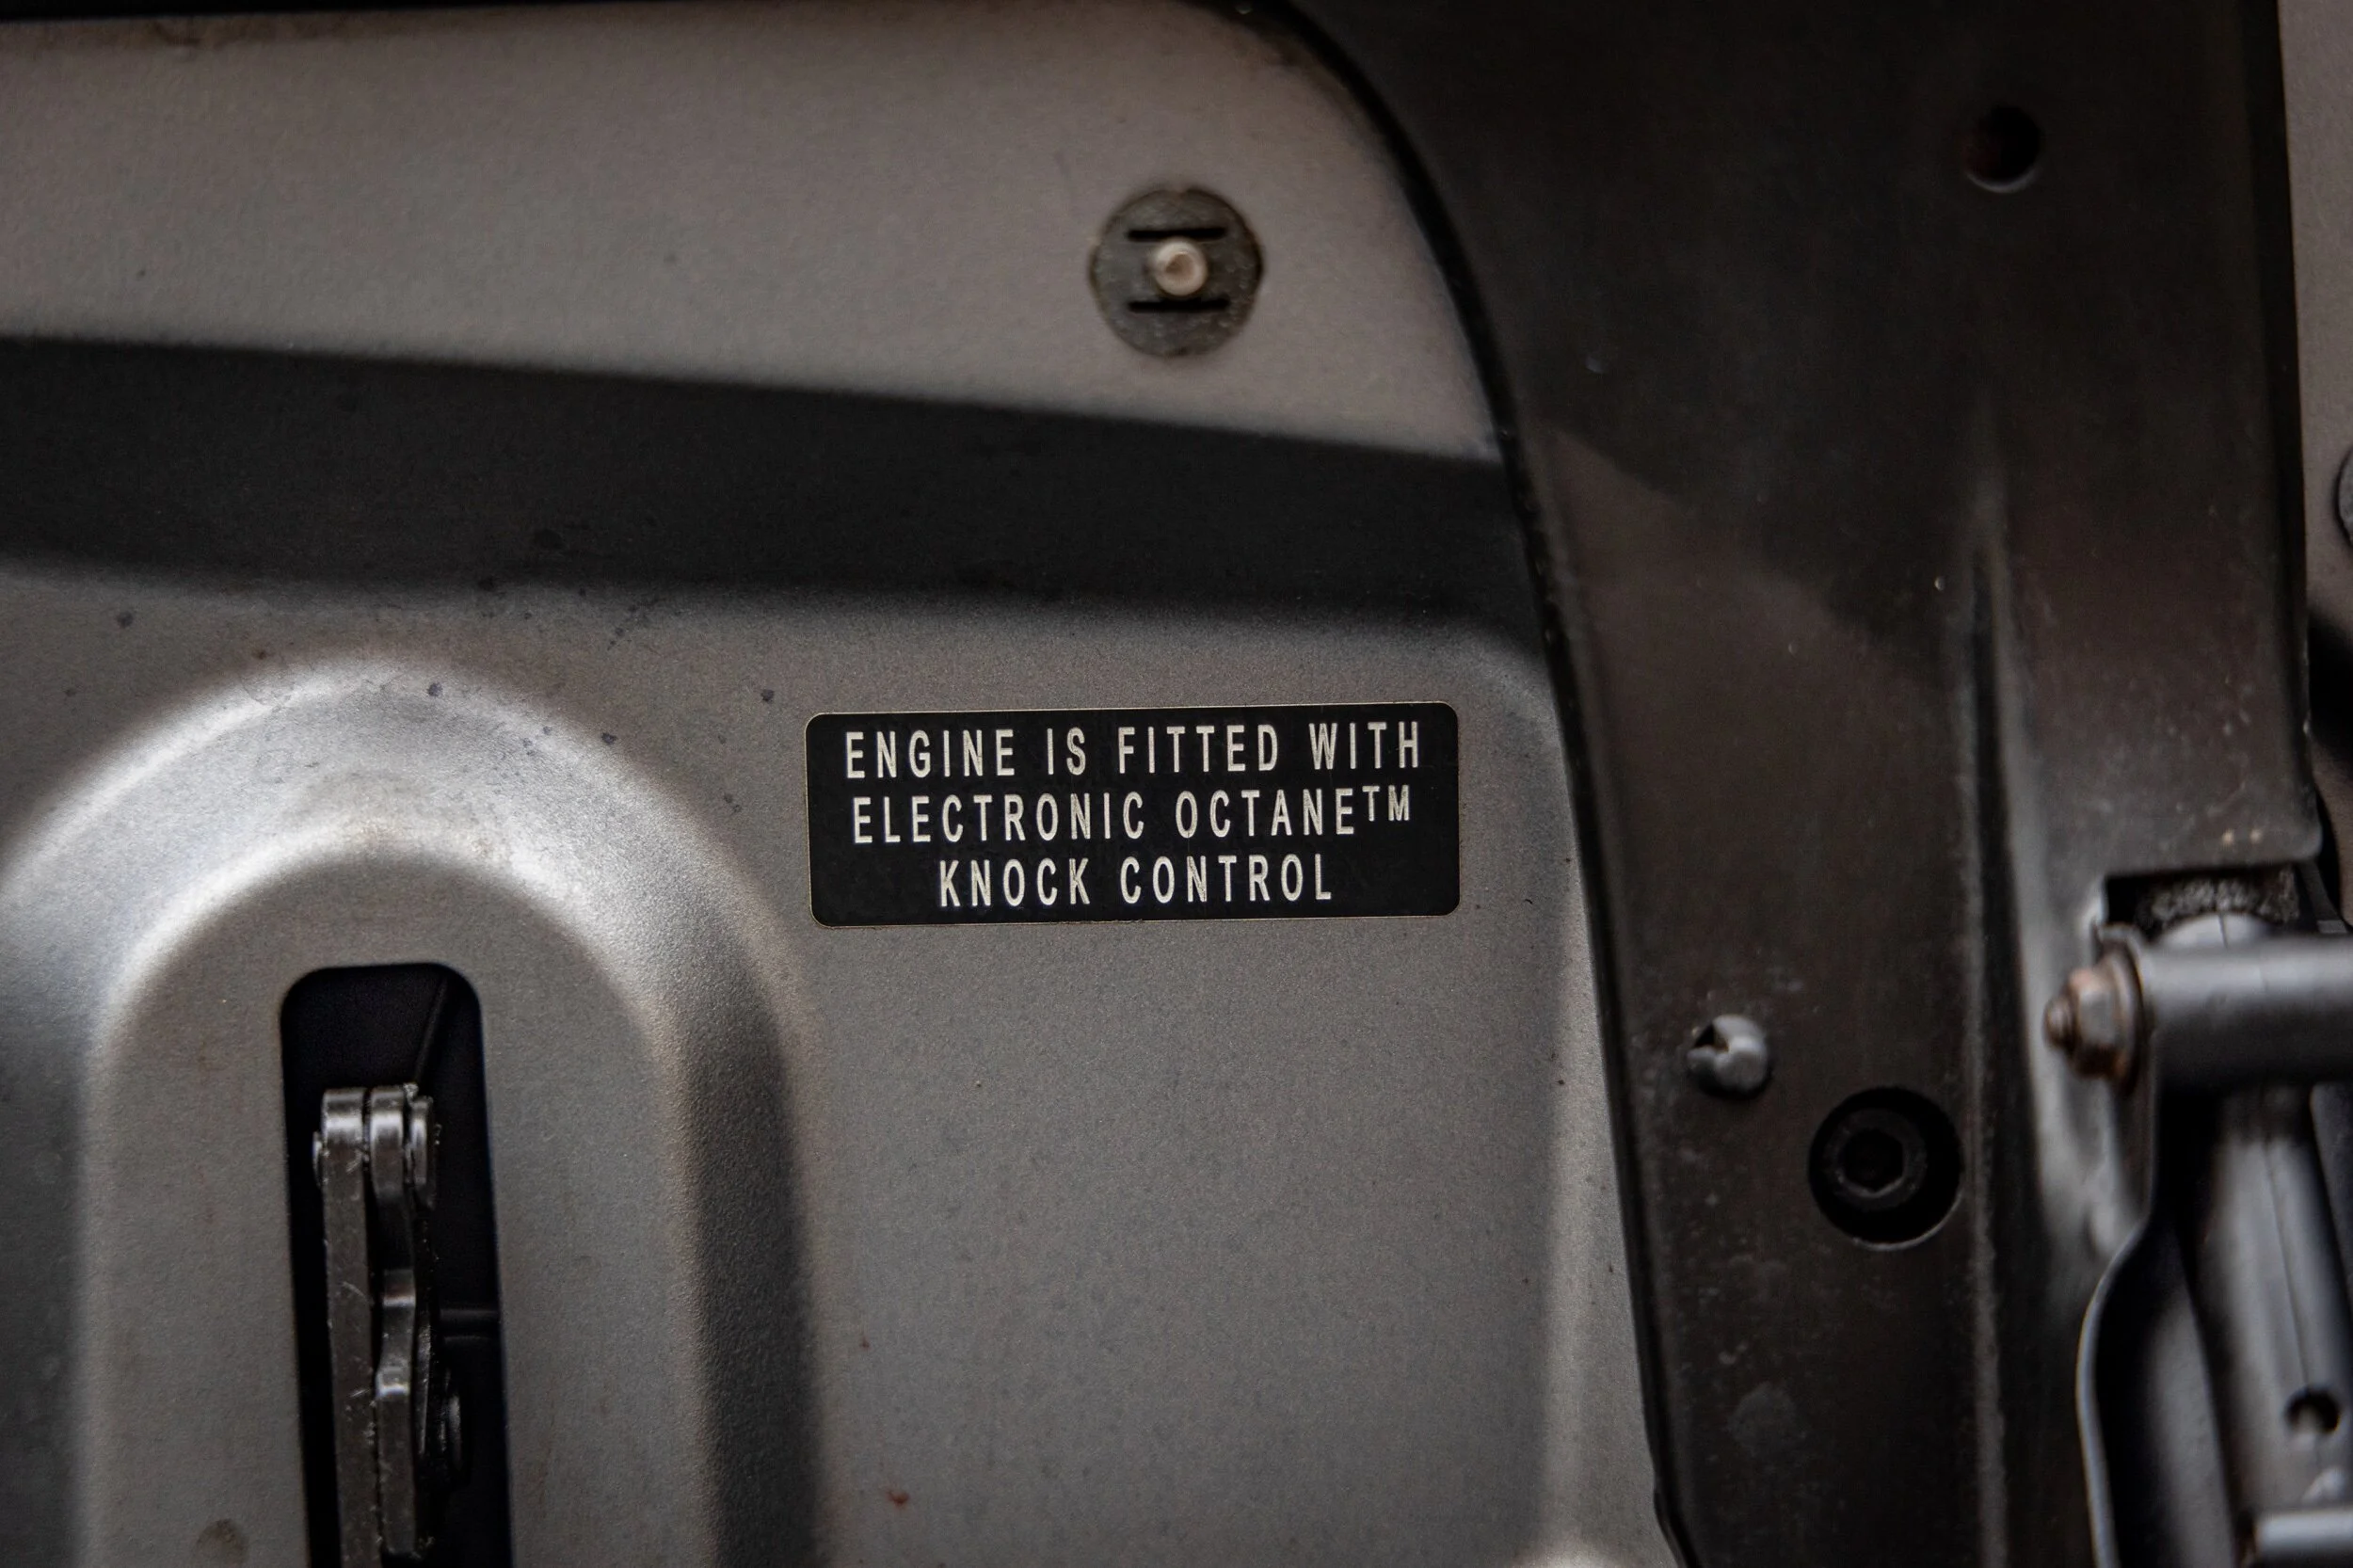 ENGINE IS FITTED WITH
ELECTRONIC OCTANE™
KNOCK CONTROL